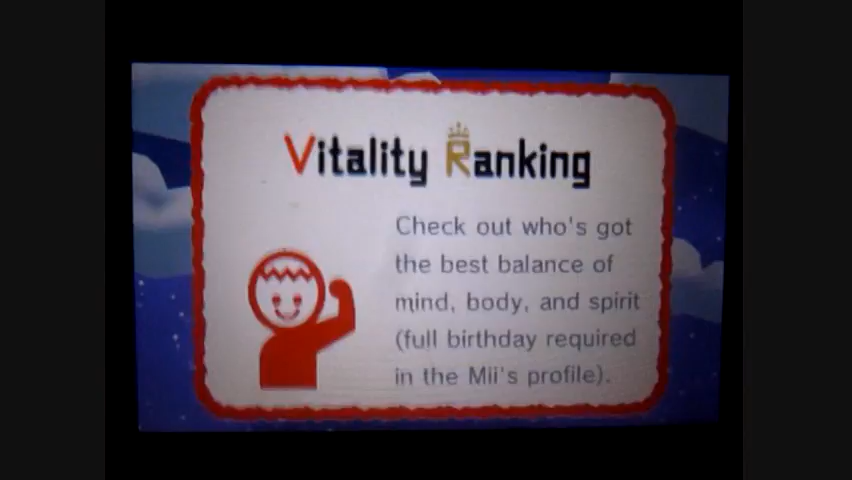 Vitality Ranking
Check out who's got
the best balance of
mind, body, and spirit
(full birthday required
in the Mii's profile).